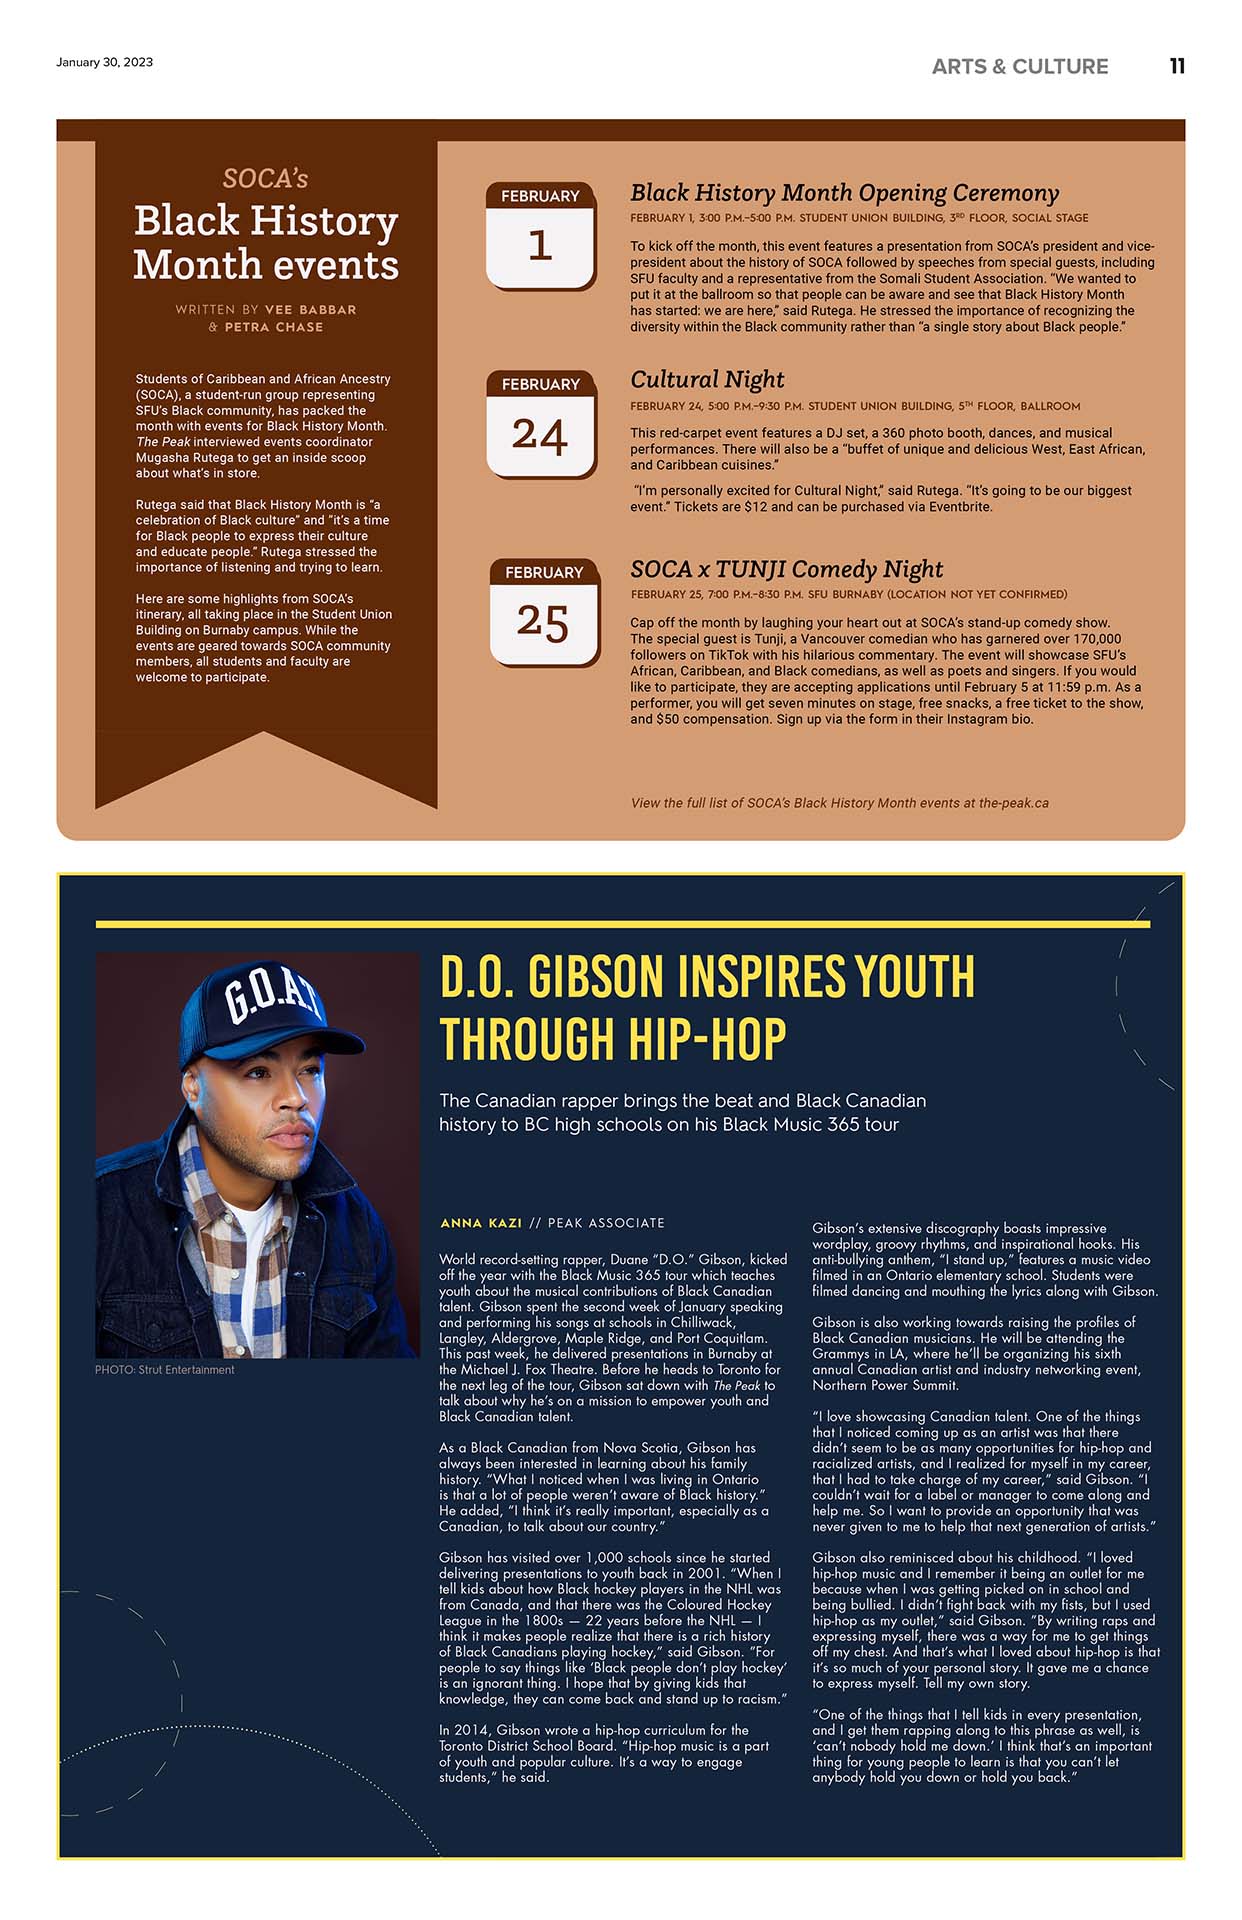 January 30, 2023
ARTS & CULTURE 11
SOCA’s
Black History
Month events
WRITTEN BY VEE BABBAR
& PETRA CHASE
Students of Caribbean and African Ancestry
(SOCA), a student-run group representing
SFU’s Black community, has packed the
month with events for Black History Month.
The Peak interviewed events coordinator
Mugasha Rutega to get an inside scoop
about what’s in store.
Rutega said that Black History Month is “a
celebration of Black culture” and “it’s a time
for Black people to express their culture
and educate people.” Rutega stressed the
importance of listening and trying to learn.
Here are some highlights from SOCA’s
itinerary, all taking place in the Student Union
Building on Burnaby campus. While the
events are geared towards SOCA community
members, all students and faculty are
welcome to participate.
FEBRUARY
1
Black History Month Opening Ceremony
FEBRUARY 1, 3:00 P.M.–5:00 P.M. STUDENT UNION BUILDING, 3RD FLOOR, SOCIAL STAGE
To kick off the month, this event features a presentation from SOCA’s president and vice-
president about the history of SOCA followed by speeches from special guests, including
SFU faculty and a representative from the Somali Student Association. “We wanted to
put it at the ballroom so that people can be aware and see that Black History Month
has started: we are here,” said Rutega. He stressed the importance of recognizing the
diversity within the Black community rather than “a single story about Black people.”
FEBRUARY
24
Cultural Night
FEBRUARY 24, 5:00 P.M.–9:30 P.M. STUDENT UNION BUILDING, 5TH FLOOR, BALLROOM
This red-carpet event features a DJ set, a 360 photo booth, dances, and musical
performances. There will also be a “buffet of unique and delicious West, East African,
and Caribbean cuisines.”
“I’m personally excited for Cultural Night,” said Rutega. “It’s going to be our biggest
event.” Tickets are $12 and can be purchased via Eventbrite.
FEBRUARY
25
SOCA x TUNJI Comedy Night
FEBRUARY 25, 7:00 P.M.–8:30 P.M. SFU BURNABY (LOCATION NOT YET CONFIRMED)
Cap off the month by laughing your heart out at SOCA’s stand-up comedy show.
The special guest is Tunji, a Vancouver comedian who has garnered over 170,000
followers on TikTok with his hilarious commentary. The event will showcase SFU’s
African, Caribbean, and Black comedians, as well as poets and singers. If you would
like to participate, they are accepting applications until February 5 at 11:59 p.m. As a
performer, you will get seven minutes on stage, free snacks, a free ticket to the show,
and $50 compensation. Sign up via the form in their Instagram bio.
View the full list of SOCA’s Black History Month events at the-peak.ca
G.O.A.T
PHOTO: Strut Entertainment
D.O. GIBSON INSPIRES YOUTH
THROUGH HIP-HOP
The Canadian rapper brings the beat and Black Canadian
history to BC high schools on his Black Music 365 tour
ANNA KAZI // PEAK ASSOCIATE
World record-setting rapper, Duane “D.O.” Gibson, kicked
off the year with the Black Music 365 tour which teaches
youth about the musical contributions of Black Canadian
talent. Gibson spent the second week of January speaking
and performing his songs at schools in Chilliwack,
Langley, Aldergrove, Maple Ridge, and Port Coquitlam.
This past week, he delivered presentations in Burnaby at
the Michael J. Fox Theatre. Before he heads to Toronto for
the next leg of the tour, Gibson sat down with The Peak to
talk about why he’s on a mission to empower youth and
Black Canadian talent.
As a Black Canadian from Nova Scotia, Gibson has
always been interested in learning about his family
history. “What I noticed when I was living in Ontario
is that a lot of people weren’t aware of Black history.”
He added, “I think it’s really important, especially as a
Canadian, to talk about our country.”
Gibson has visited over 1,000 schools since he started
delivering presentations to youth back in 2001. “When I
tell kids about how Black hockey players in the NHL was
from Canada, and that there was the Coloured Hockey
League in the 1800s — 22 years before the NHL — I
think it makes people realize that there is a rich history
of Black Canadians playing hockey,” said Gibson. “For
people to say things like ‘Black people don’t play hockey’
is an ignorant thing. I hope that by giving kids that
knowledge, they can come back and stand up to racism.”
In 2014, Gibson wrote a hip-hop curriculum for the
Toronto District School Board. “Hip-hop music is a part
of youth and popular culture. It’s a way to engage
students,” he said.
Gibson’s extensive discography boasts impressive
wordplay, groovy rhythms, and inspirational hooks. His
anti-bullying anthem, “I stand up,” features a music video
filmed in an Ontario elementary school. Students were
filmed dancing and mouthing the lyrics along with Gibson.
Gibson is also working towards raising the profiles of
Black Canadian musicians. He will be attending the
Grammys in LA, where he’ll be organizing his sixth
annual Canadian artist and industry networking event,
Northern Power Summit.
“I love showcasing Canadian talent. One of the things
that I noticed coming up as an artist was that there
didn’t seem to be as many opportunities for hip-hop and
racialized artists, and I realized for myself in my career,
that I had to take charge of my career,” said Gibson. “I
couldn’t wait for a label or manager to come along and
help me. So I want to provide an opportunity that was
never given to me to help that next generation of artists.”
Gibson also reminisced about his childhood. “I loved
hip-hop music and I remember it being an outlet for me
because when I was getting picked on in school and
being bullied. I didn’t fight back with my fists, but I used
hip-hop as my outlet,” said Gibson. “By writing raps and
expressing myself, there was a way for me to get things
off my chest. And that’s what I loved about hip-hop is that
it’s so much of your personal story. It gave me a chance
to express myself. Tell my own story.
“One of the things that I tell kids in every presentation,
and I get them rapping along to this phrase as well, is
‘can’t nobody hold me down.’ I think that’s an important
thing for young people to learn is that you can’t let
anybody hold you down or hold you back.”